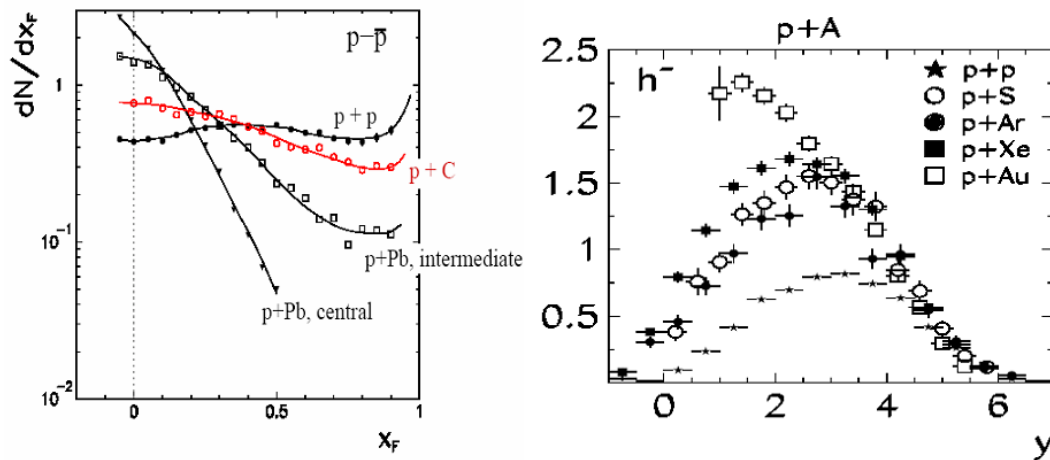 dN/dx_F
p−p̄
1
10⁻¹
10⁻²
p + p
p + C
p+Pb, intermediate
p+Pb, central
0
0.5
1
x_F
p+A
h⁻
2.5
2
1.5
1
0.5
p+p
p+S
p+Ar
p+Xe
p+Au
0
2
4
6
y